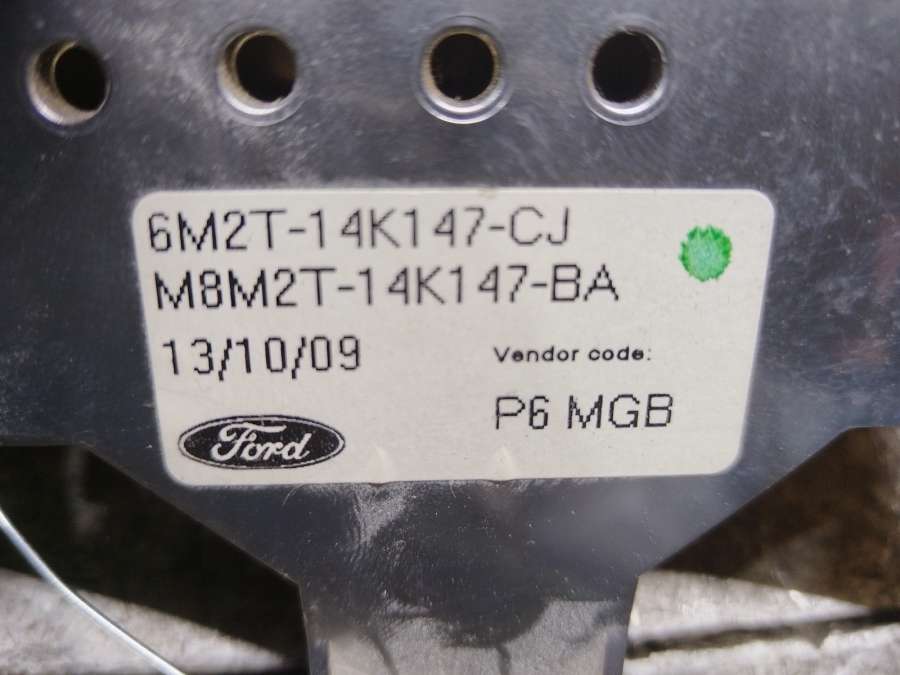 6M2T-14K147-CJ
M8M2T-14K147-BA
13/10/09
Vendor code:
P6 MGB
Ford